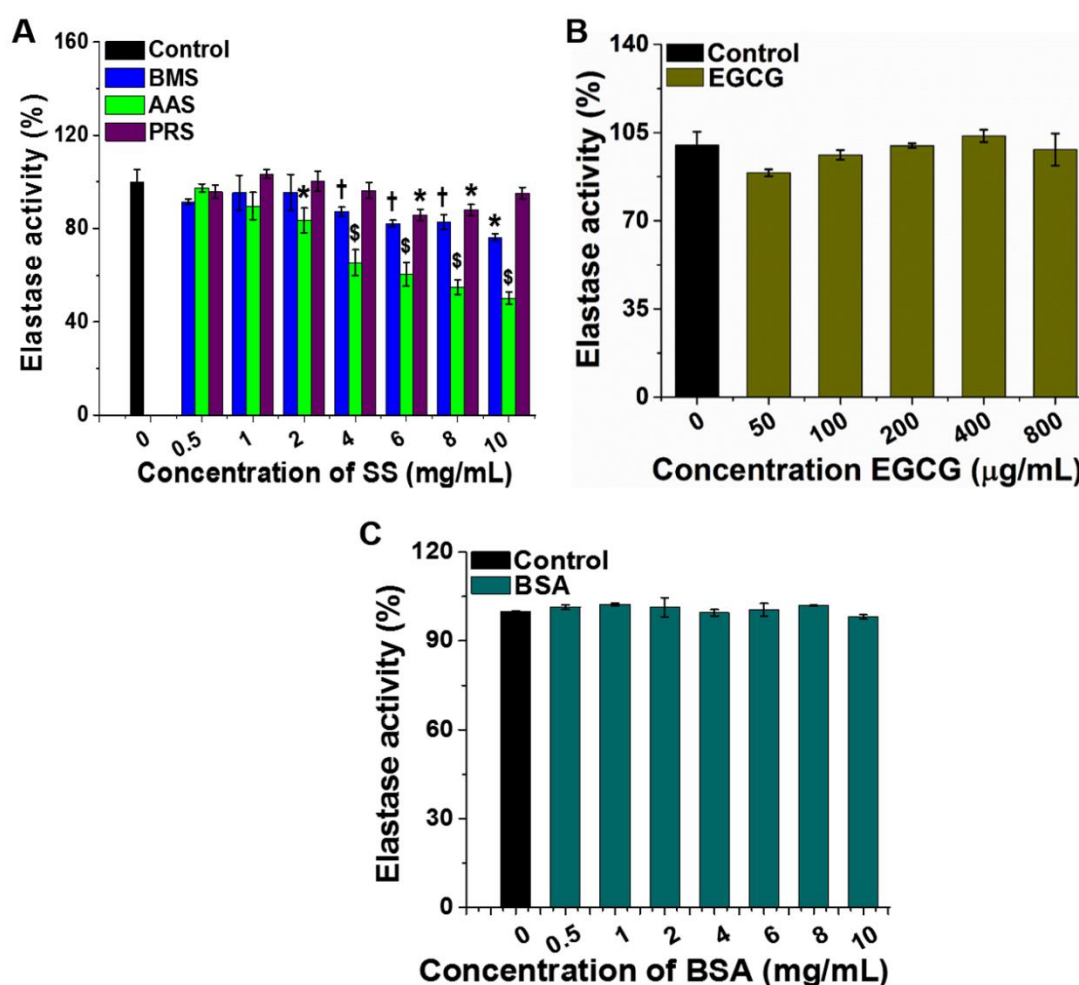 A
Elastase activity (%)
160
120
80
40
0
Control
BMS
AAS
PRS
* † $ † * $ † * $ * $
0 0.5 1 2 4 6 8 10
Concentration of SS (mg/mL)
B
Elastase activity (%)
140
105
70
35
0
Control
EGCG
0 50 100 200 400 800
Concentration EGCG (μg/mL)
C
Elastase activity (%)
120
90
60
30
0
Control
BSA
0 0.5 1 2 4 6 8 10
Concentration of BSA (mg/mL)